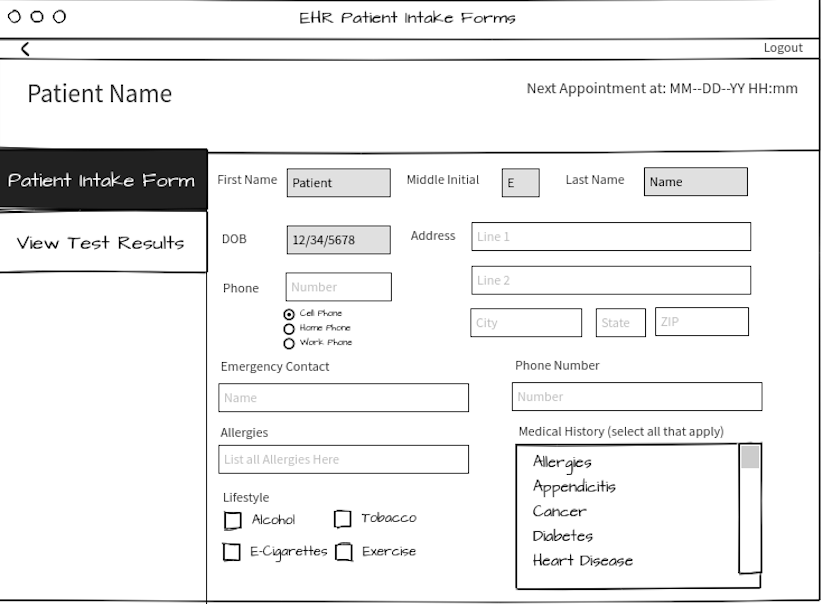 EHR Patient Intake Forms
Logout
Patient Name
Next Appointment at: MM--DD--YY HH:mm
Patient Intake Form
View Test Results
First Name Patient Middle Initial E Last Name Name
DOB 12/34/5678 Address Line 1
Line 2
Phone Number
City State ZIP
Cell Phone
Home Phone
Work Phone
Emergency Contact
Name
Phone Number
Number
Allergies
List all Allergies Here
Medical History (select all that apply)
Allergies
Appendicitis
Cancer
Diabetes
Heart Disease
Lifestyle
Alcohol Tobacco
E-Cigarettes Exercise